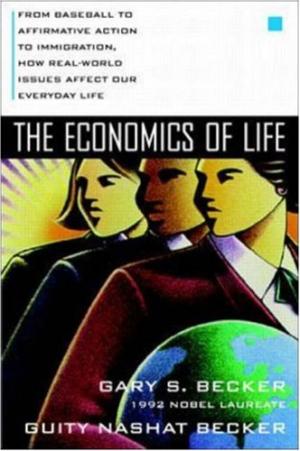 FROM BASEBALL TO
AFFIRMATIVE ACTION
TO IMMIGRATION,
HOW REAL-WORLD
ISSUES AFFECT OUR
EVERYDAY LIFE
THE ECONOMICS OF LIFE
GARY S. BECKER
1992 NOBEL LAUREATE
GUITY NASHAT BECKER